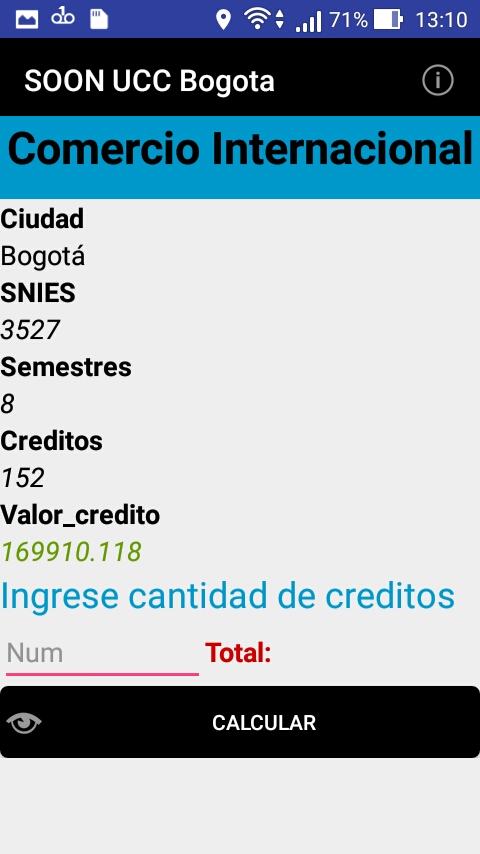 71% 13:10
SOON UCC Bogota
Comercio Internacional
Ciudad
Bogotá
SNIES
3527
Semestres
8
Creditos
152
Valor_credito
169910.118
Ingrese cantidad de creditos
Num Total:
CALCULAR